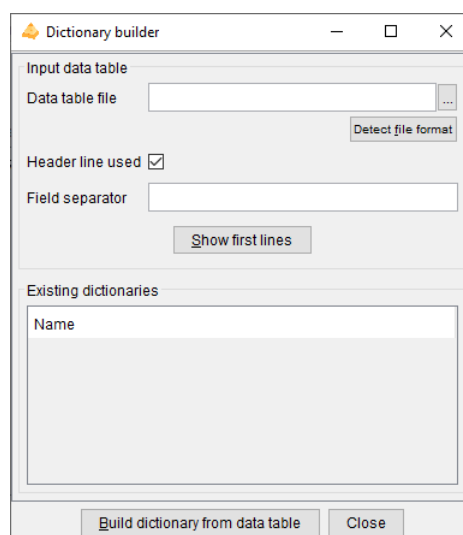 Dictionary builder
Input data table
Data table file
...
Detect file format
Header line used
Field separator
Show first lines
Existing dictionaries
Name
Build dictionary from data table Close